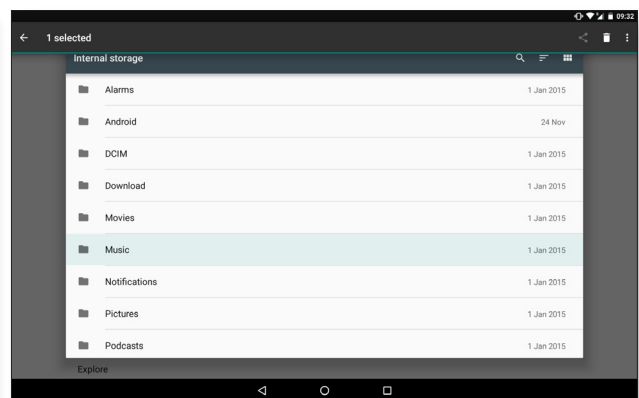 09:32
1 selected
Internal storage
Alarms 1 Jan 2015
Android 24 Nov
DCIM 1 Jan 2015
Download 1 Jan 2015
Movies 1 Jan 2015
Music 1 Jan 2015
Notifications 1 Jan 2015
Pictures 1 Jan 2015
Podcasts 1 Jan 2015
Explore